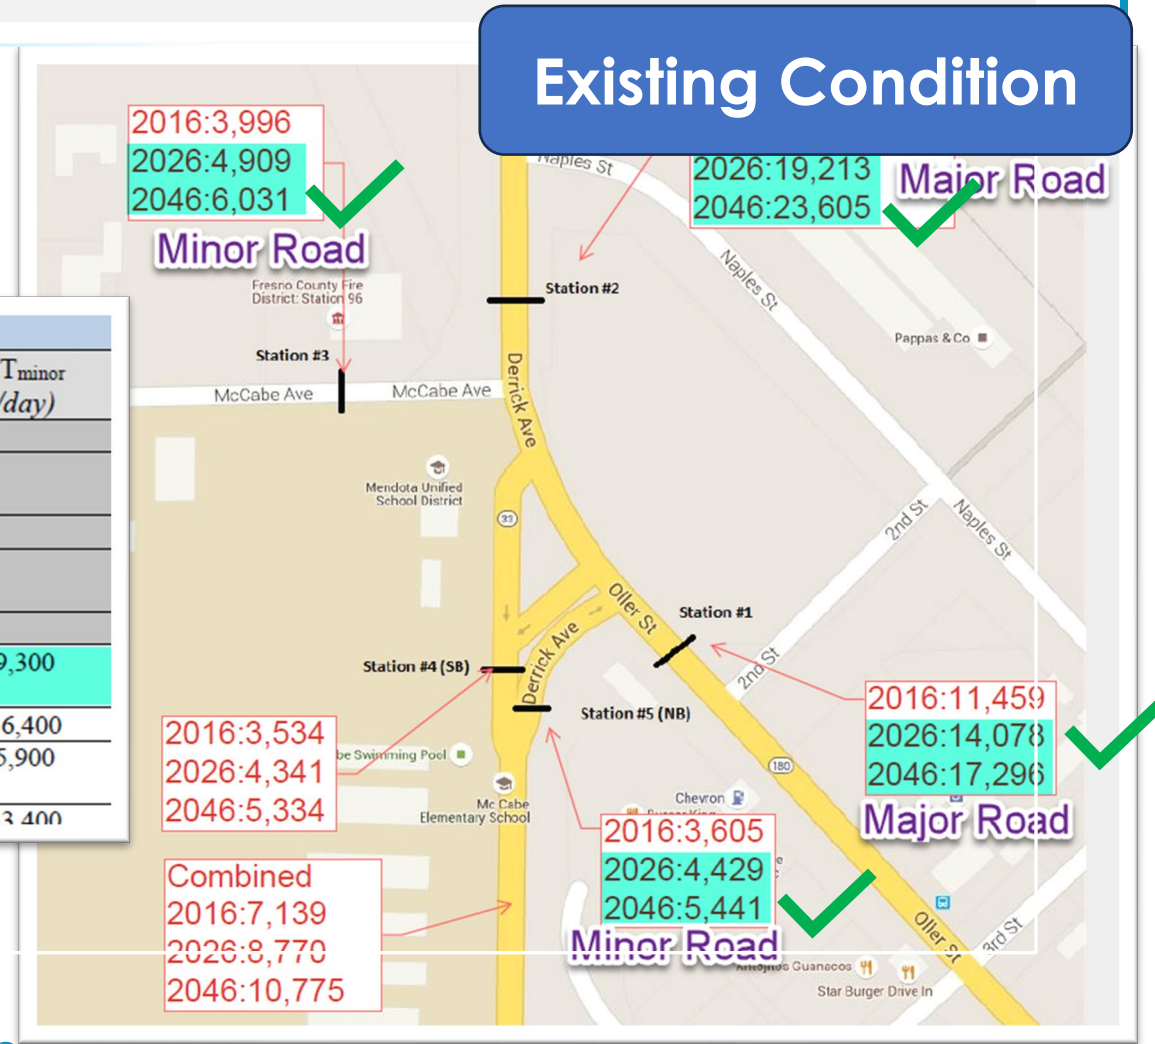 Existing Condition
2016:3,996
2026:4,909
2046:6,031
Minor Road
Naples St
2026:19,213
2046:23,605
Major Road
Fresno County Fire
District: Station 96
Station #2
Naples St
Pappas & Co
Station #3
McCabe Ave
McCabe Ave
Derrick Ave
Tminor
/day)
Mendota Unified
School District
33
2nd St
Naples St
Oller St
Station #1
Station #4 (SB)
Derrick Ave
2nd St
Station #5 (NB)
9,300
6,400
5,900
3,400
2016:3,534
2026:4,341
2046:5,334
be Swimming Pool
Mc Cabe
Elementary School
2016:11,459
2026:14,078
2046:17,296
Major Road
180
Chevron
2016:3,605
2026:4,429
2046:5,441
Minor Road
Combined
2016:7,139
2026:8,770
2046:10,775
Oller St
3rd St
Antojitos Guanacos
Star Burger Drive In